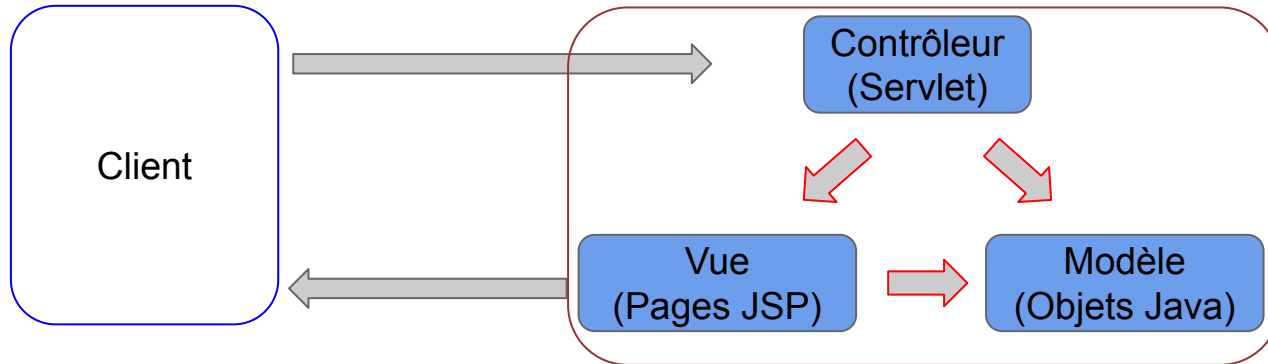 Client
Contrôleur
(Servlet)
Vue
(Pages JSP)
Modèle
(Objets Java)